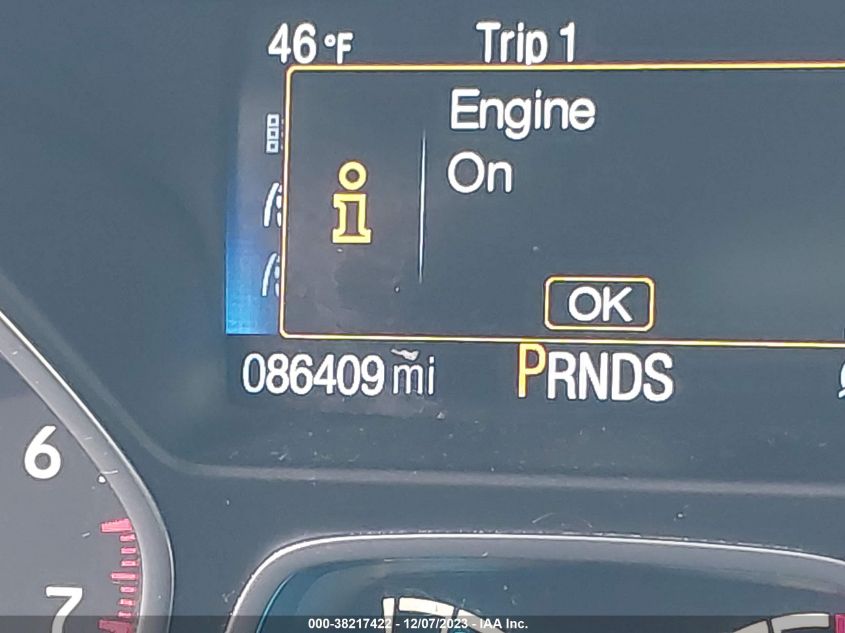 46°F Trip 1
Engine
On
OK
086409 mi PRNDS
6
7
000-38217422 - 12/07/2023 - IAA Inc.